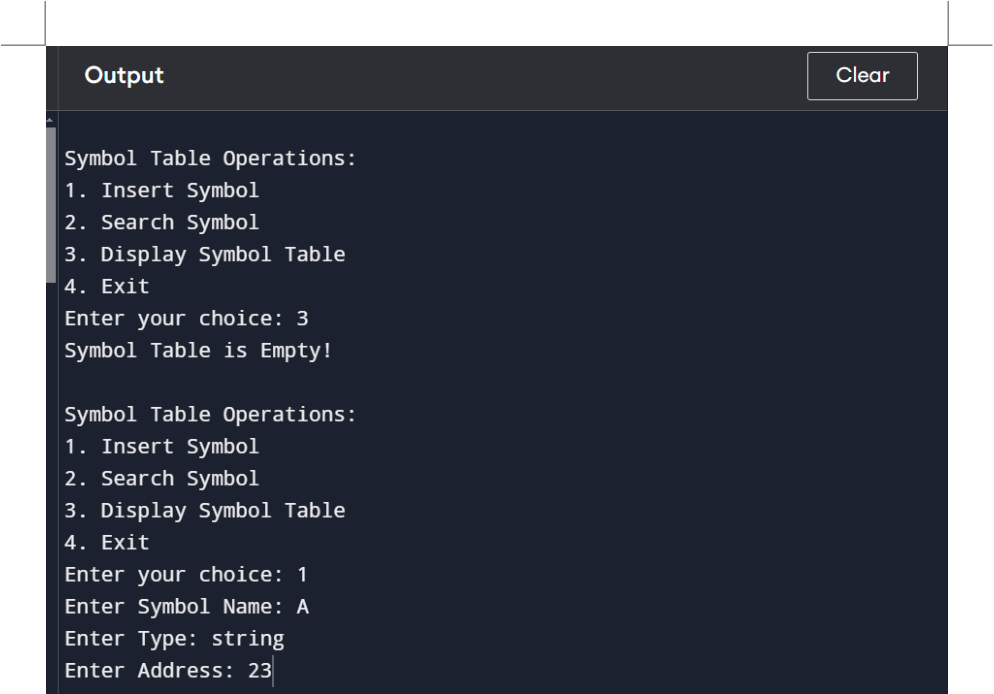 Output
Clear
Symbol Table Operations:
1. Insert Symbol
2. Search Symbol
3. Display Symbol Table
4. Exit
Enter your choice: 3
Symbol Table is Empty!
Symbol Table Operations:
1. Insert Symbol
2. Search Symbol
3. Display Symbol Table
4. Exit
Enter your choice: 1
Enter Symbol Name: A
Enter Type: string
Enter Address: 23